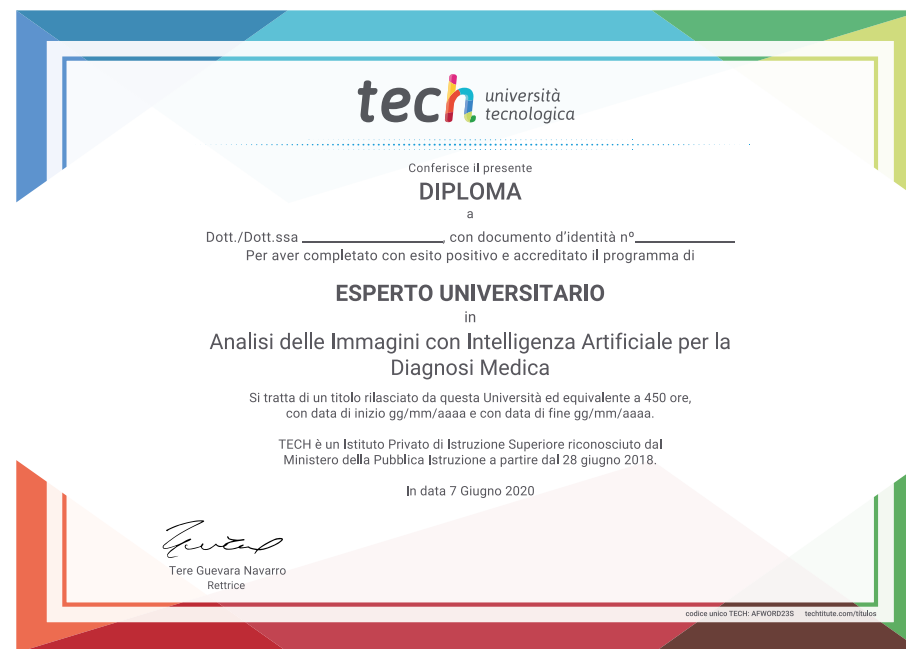 tech università
tecnologica
Conferisce il presente
DIPLOMA
a
Dott./Dott.ssa ________________, con documento d'identità nº____________
Per aver completato con esito positivo e accreditato il programma di
ESPERTO UNIVERSITARIO
in
Analisi delle Immagini con Intelligenza Artificiale per la
Diagnosi Medica
Si tratta di un titolo rilasciato da questa Università ed equivalente a 450 ore,
con data di inizio gg/mm/aaaa e con data di fine gg/mm/aaaa.
TECH è un Istituto Privato di Istruzione Superiore riconosciuto dal
Ministero della Pubblica Istruzione a partire dal 28 giugno 2018.
In data 7 Giugno 2020
Tere Guevara Navarro
Rettrice
codice unico TECH: AFWORD23S techtitute.com/titulos